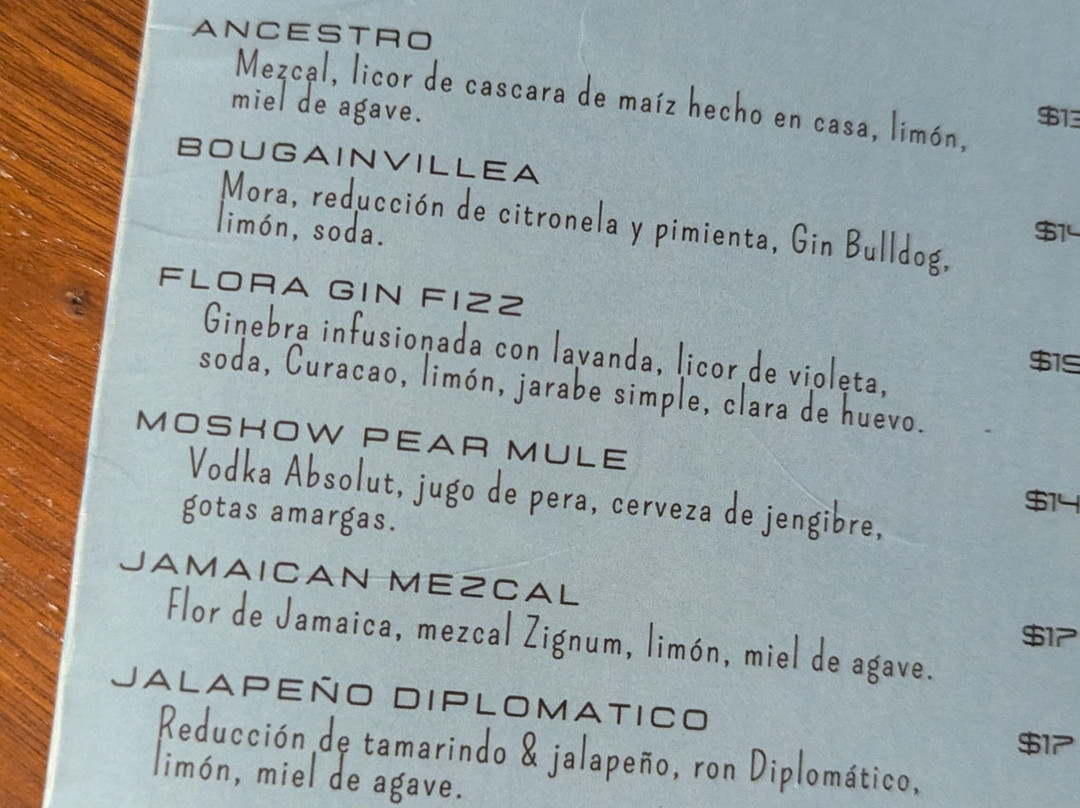 ANCESTRO
Mezcal, licor de cascara de maíz hecho en casa, limón,
miel de agave.
BOUGAINVILLEA
Mora, reducción de citronela y pimienta, Gin Bulldog,
limón, soda.
FLORA GIN FIZZ
Ginebra infusionada con lavanda, licor de violeta,
soda, Curacao, limón, jarabe simple, clara de huevo.
MOSKOW PEAR MULE
Vodka Absolut, jugo de pera, cerveza de jengibre,
gotas amargas.
JAMAICAN MEZCAL
Flor de Jamaica, mezcal Zignum, limón, miel de agave.
JALAPEÑO DIPLOMATICO
Reducción de tamarindo & jalapeño, ron Diplomático,
limón, miel de agave.